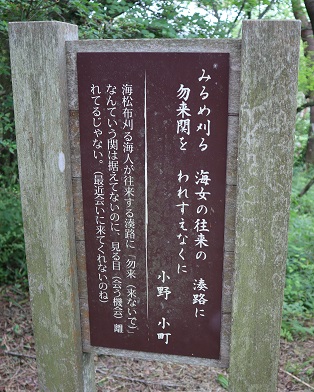 みるめ刈る　海女の往来の　湊路に
勿来関を　われすえなくに
小野　小町
海松布刈る海人が往来する湊路に「勿来（来ないで）」
なんていう関は据えてないのに、見る目（会う機会）離
れてるじゃない。（最近会いに来てくれないのね）